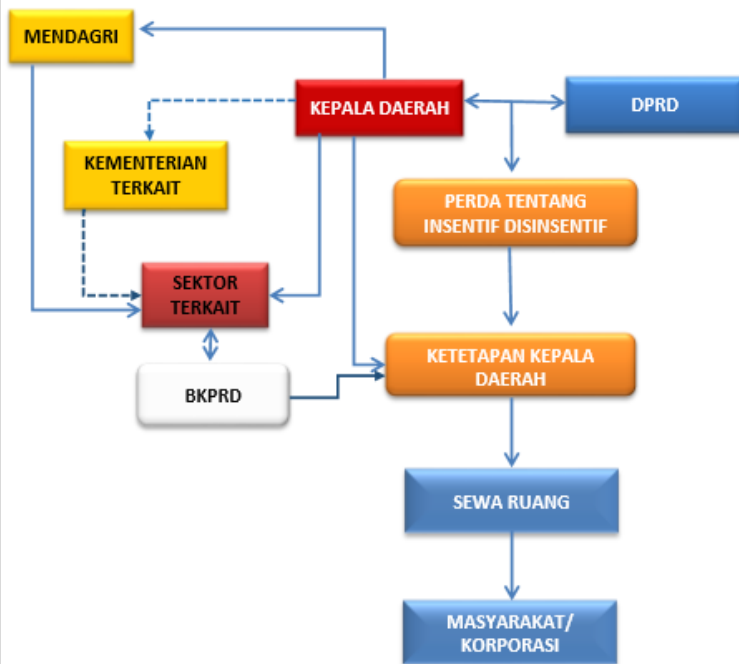 MENDAGRI
KEPALA DAERAH
DPRD
KEMENTERIAN
TERKAIT
PERDA TENTANG
INSENTIF DISINSENTIF
SEKTOR
TERKAIT
KETETAPAN KEPALA
DAERAH
BKPRD
SEWA RUANG
MASYARAKAT/
KORPORASI